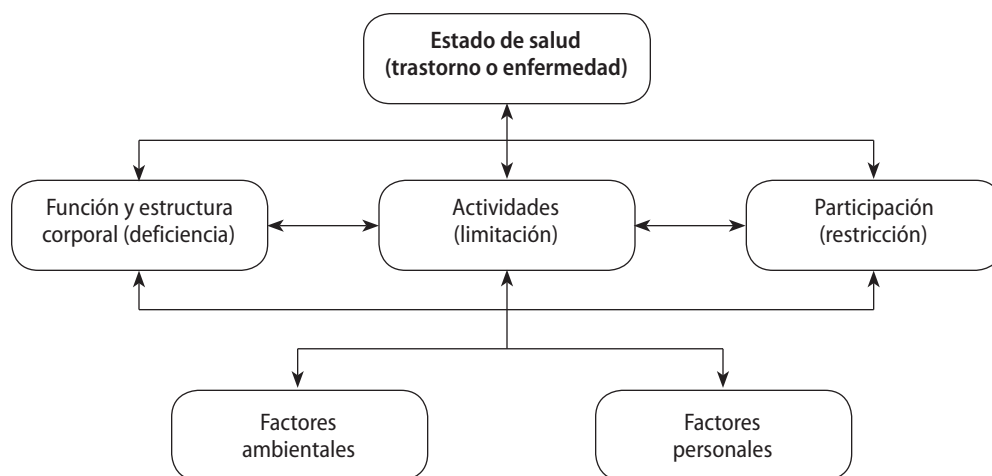 Estado de salud
(trastorno o enfermedad)
Función y estructura
corporal (deficiencia)
Actividades
(limitación)
Participación
(restricción)
Factores
ambientales
Factores
personales